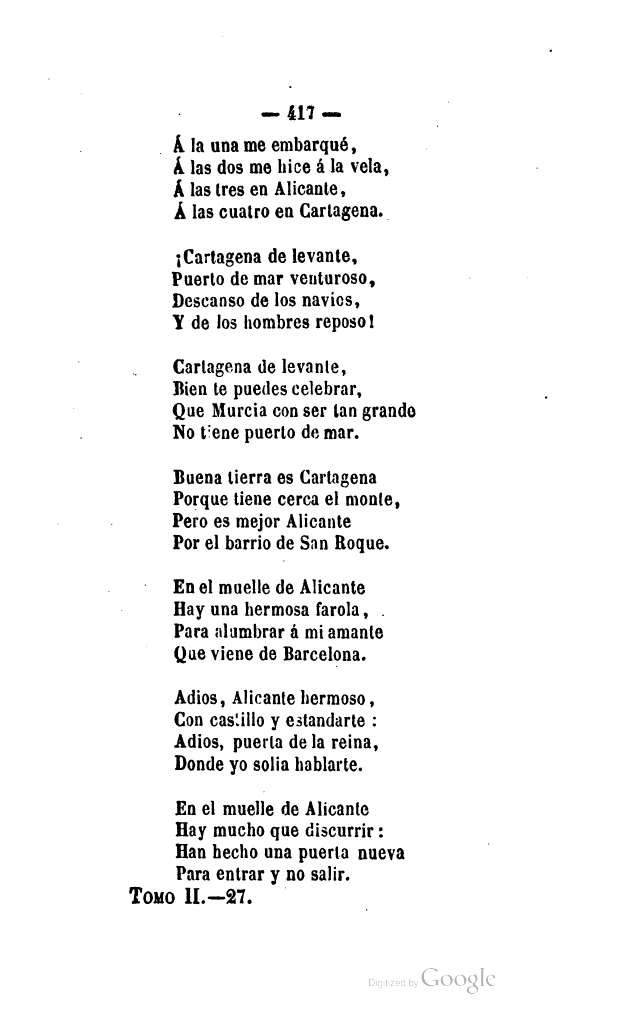 — 417 —
Á la una me embarqué,
Á las dos me hice á la vela,
Á las tres en Alicante,
Á las cuatro en Cartagena.

¡Cartagena de levante,
Puerto de mar venturoso,
Descanso de los navios,
Y de los hombres reposo!

Cartagena de levante,
Bien te puedes celebrar,
Que Murcia con ser tan grande
No tiene puerto de mar.

Buena tierra es Cartagena
Porque tiene cerca el monte,
Pero es mejor Alicante
Por el barrio de San Roque.

En el muelle de Alicante
Hay una hermosa farola,
Para alumbrar á mi amante
Que viene de Barcelona.

Adios, Alicante hermoso,
Con castillo y estandarte :
Adios, puerta de la reina,
Donde yo solia hablarte.

En el muelle de Alicante
Hay mucho que discurrir :
Han hecho una puerta nueva
Para entrar y no salir.
Tomo II.—27.
Digitized by Google